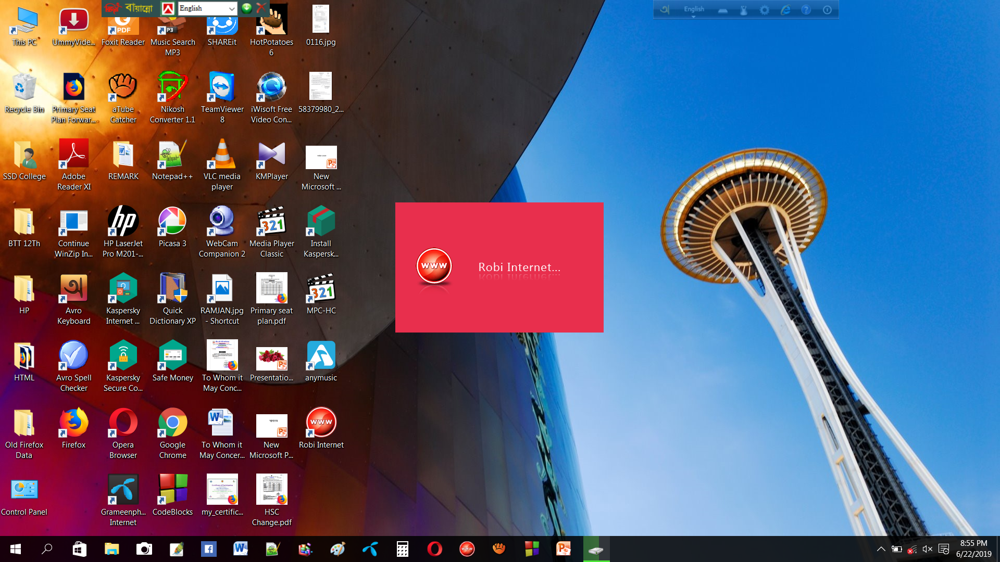 বায়ান্নো
English
English
This PC
UmmyVide...
Foxit Reader
Music Search
MP3
SHAREit
HotPotatoes
6
0116.jpg
Recycle Bin
Primary Seat
Plan Forwar...
aTube
Catcher
Nikosh
Converter 1.1
TeamViewer
8
iWisoft Free
Video Con...
58379980_2...
SSD College
Adobe
Reader XI
REMARK
Notepad++
VLC media
player
KMPlayer
New
Microsoft ...
BTT 12Th
Continue
WinZip In...
HP LaserJet
Pro M201-...
Picasa 3
WebCam
Companion 2
Media Player
Classic
Install
Kaspersk...
HP
Avro
Keyboard
Kaspersky
Internet ...
Quick
Dictionary XP
RAMJAN.jpg
- Shortcut
Primary seat
plan.pdf
MPC-HC
HTML
Avro Spell
Checker
Kaspersky
Secure Co...
Safe Money
To Whom it
May Conc...
Presentatio...
anymusic
Old Firefox
Data
Firefox
Opera
Browser
Google
Chrome
To Whom it
May Concer...
New
Microsoft P...
Robi Internet
Control Panel
Grameenph...
Internet
CodeBlocks
my_certific...
HSC
Change.pdf
www
Robi Internet...
8:55 PM
6/22/2019